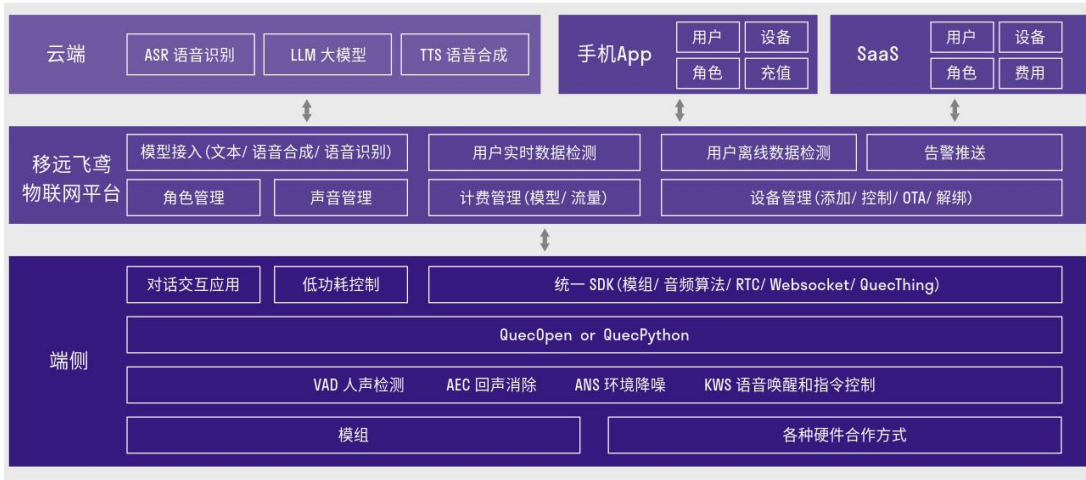 云端
ASR 语音识别
LLM 大模型
TTS 语音合成
手机App
用户
设备
角色
充值
SaaS
用户
设备
角色
费用
移远飞鸢
物联网平台
模型接入(文本/ 语音合成/ 语音识别)
用户实时数据检测
用户离线数据检测
告警推送
角色管理
声音管理
计费管理(模型/ 流量)
设备管理(添加/ 控制/ OTA/ 解绑)
端侧
对话交互应用
低功耗控制
统一 SDK(模组/ 音频算法/ RTC/ Websocket/ QuecThing)
QuecOpen or QuecPython
VAD 人声检测 AEC 回声消除 ANS 环境降噪 KWS 语音唤醒和指令控制
模组
各种硬件合作方式